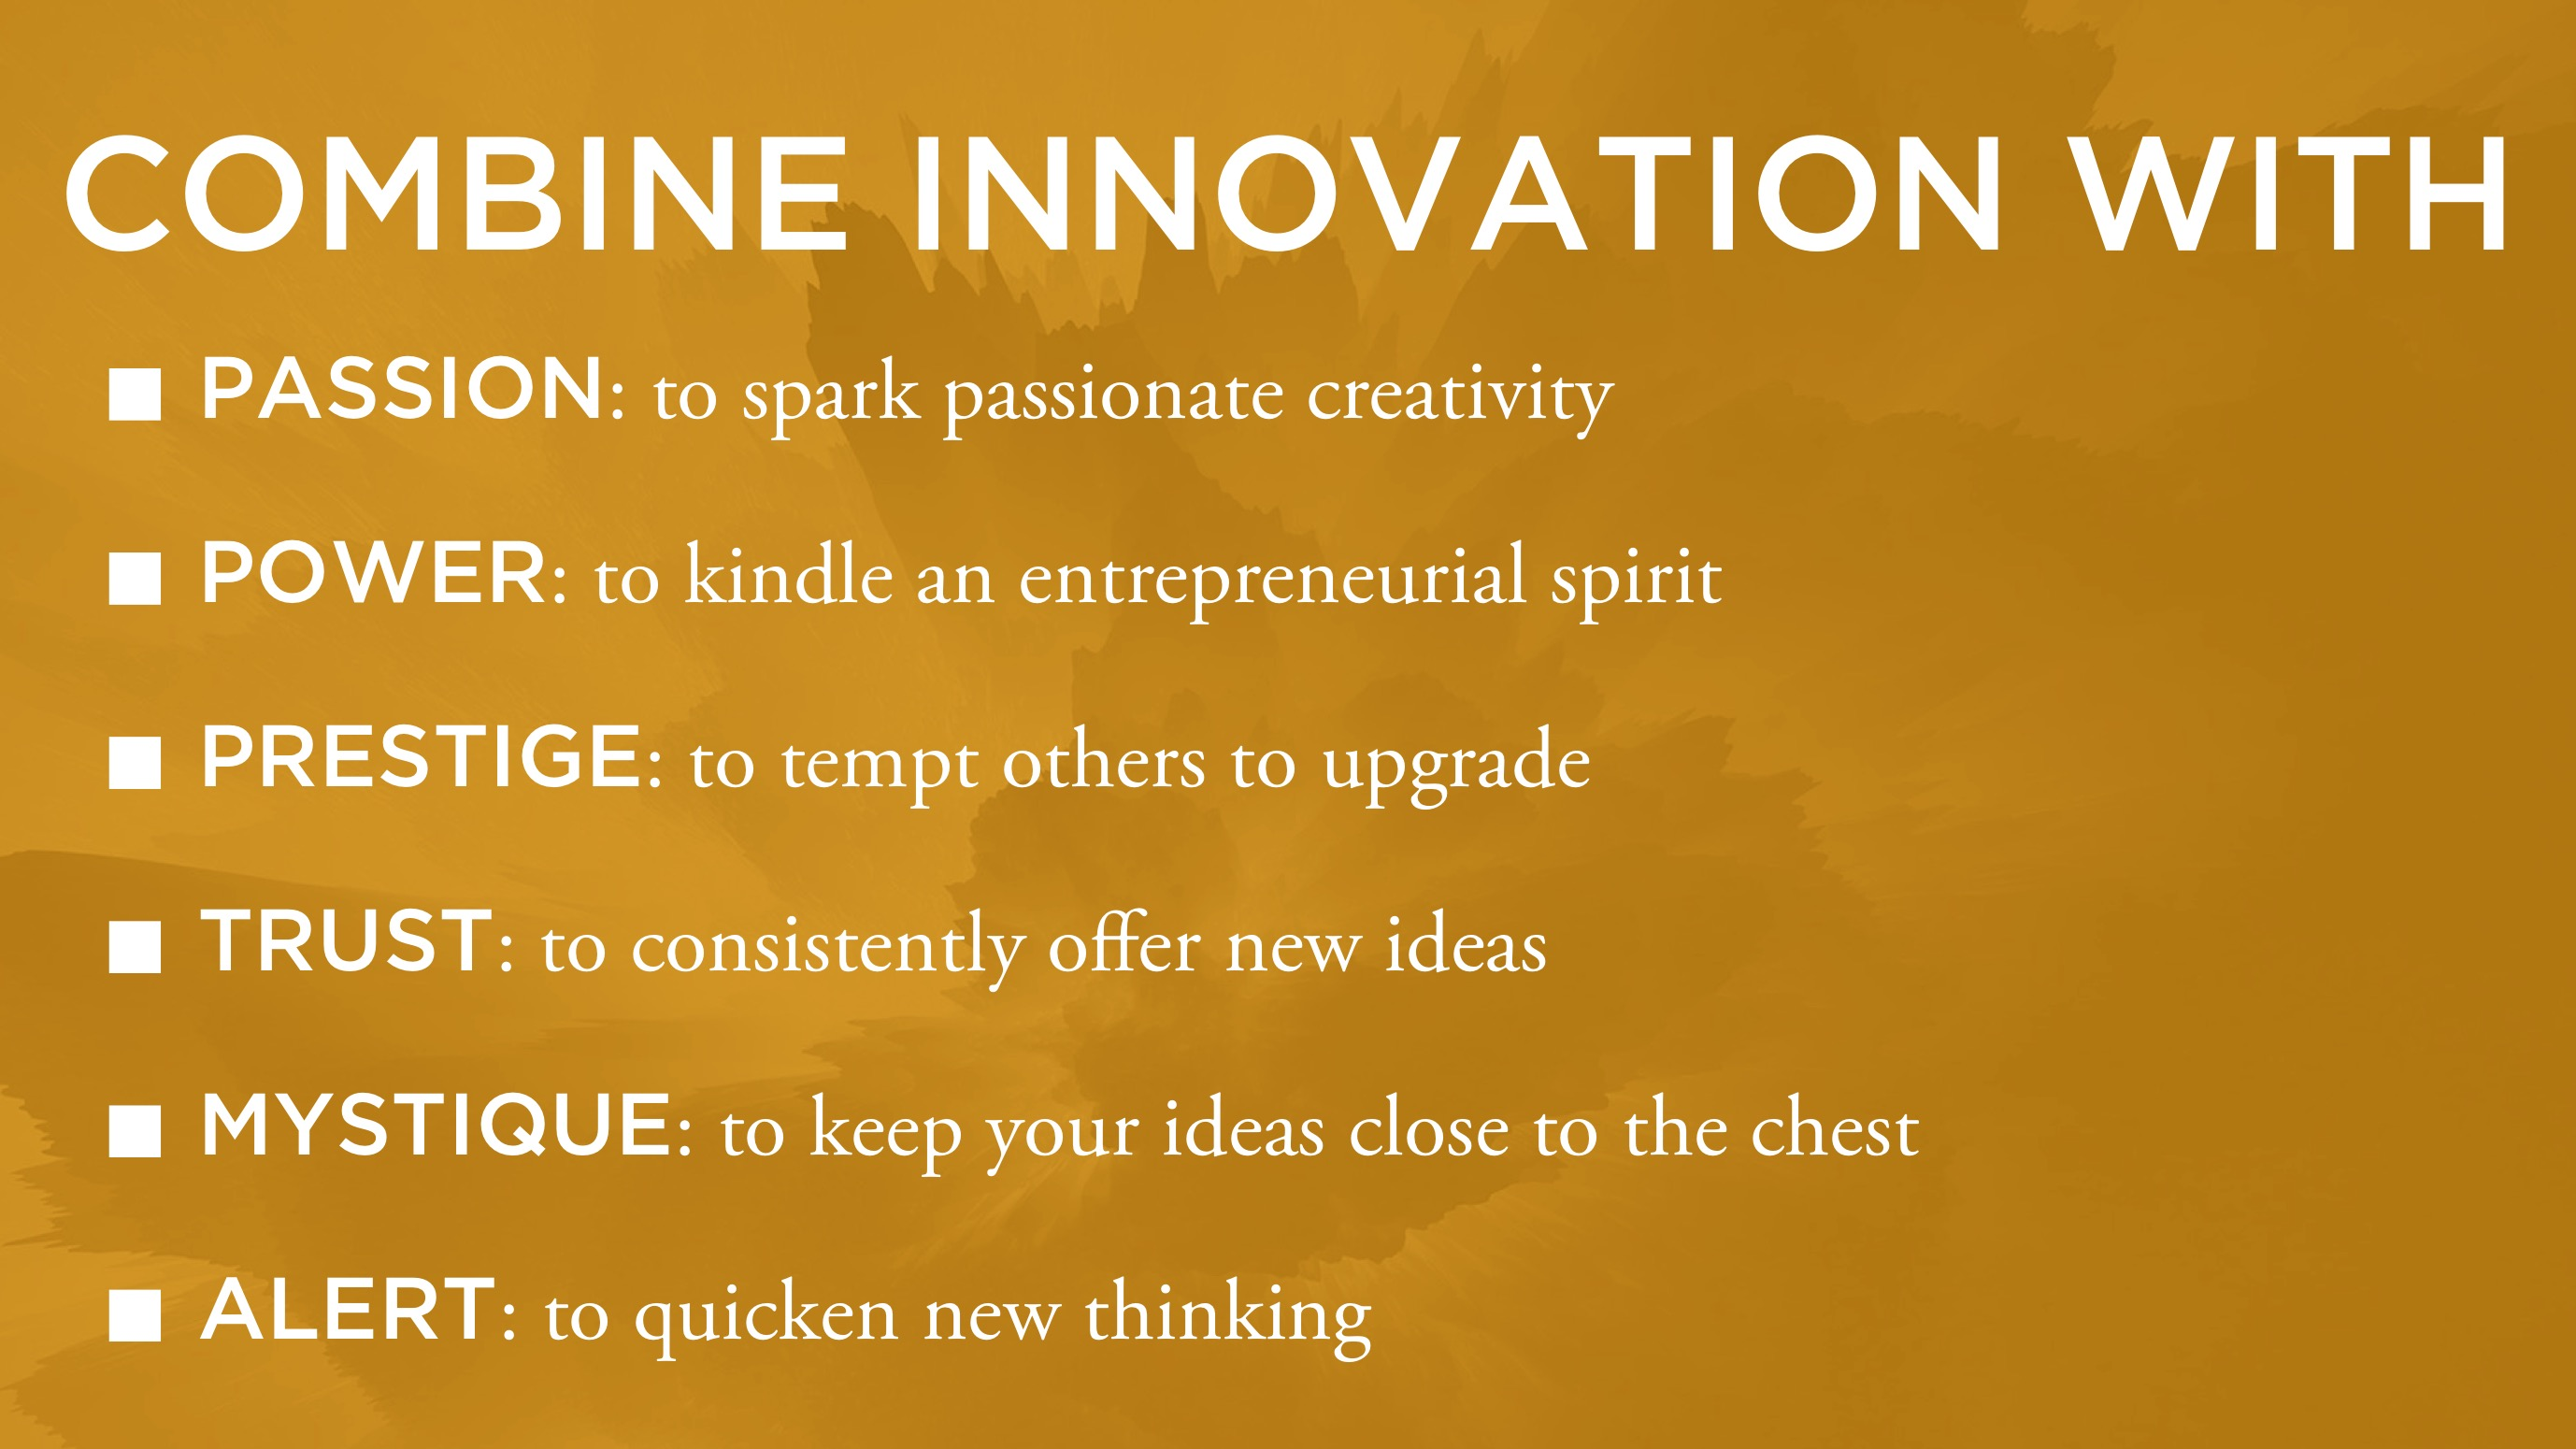 COMBINE INNOVATION WITH
■ PASSION: to spark passionate creativity
■ POWER: to kindle an entrepreneurial spirit
■ PRESTIGE: to tempt others to upgrade
■ TRUST: to consistently offer new ideas
■ MYSTIQUE: to keep your ideas close to the chest
■ ALERT: to quicken new thinking